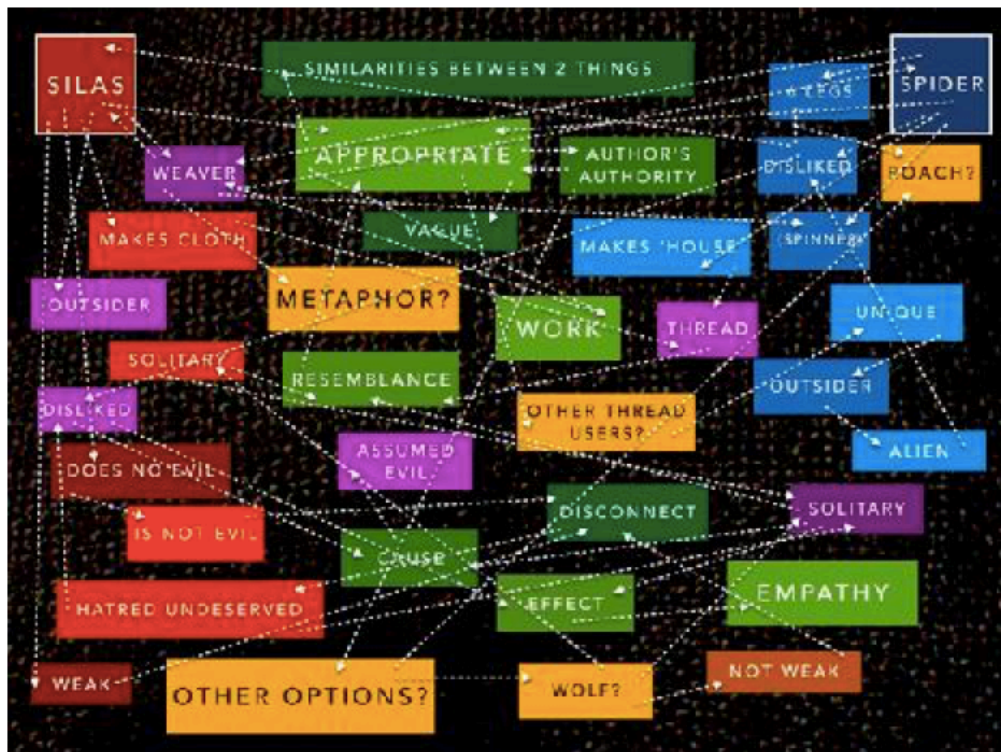 SILAS
SIMILARITIES BETWEEN 2 THINGS
LEGS
SPIDER
APPROPRIATE
AUTHOR'S
AUTHORITY
DISLIKED
ROACH?
WEAVER
MAKES CLOTH
VAGUE
MAKES 'HOUSE'
(SPINNER)
OUTSIDER
METAPHOR?
WORK
THREAD
UNIQUE
SOLITARY
RESEMBLANCE
OUTSIDER
DISLIKED
OTHER THREAD
USERS?
ASSUMED
EVIL
ALIEN
DOES NO EVIL
DISCONNECT
SOLITARY
IS NOT EVIL
CAUSE
HATRED UNDESERVED
EFFECT
EMPATHY
WEAK
OTHER OPTIONS?
WOLF?
NOT WEAK